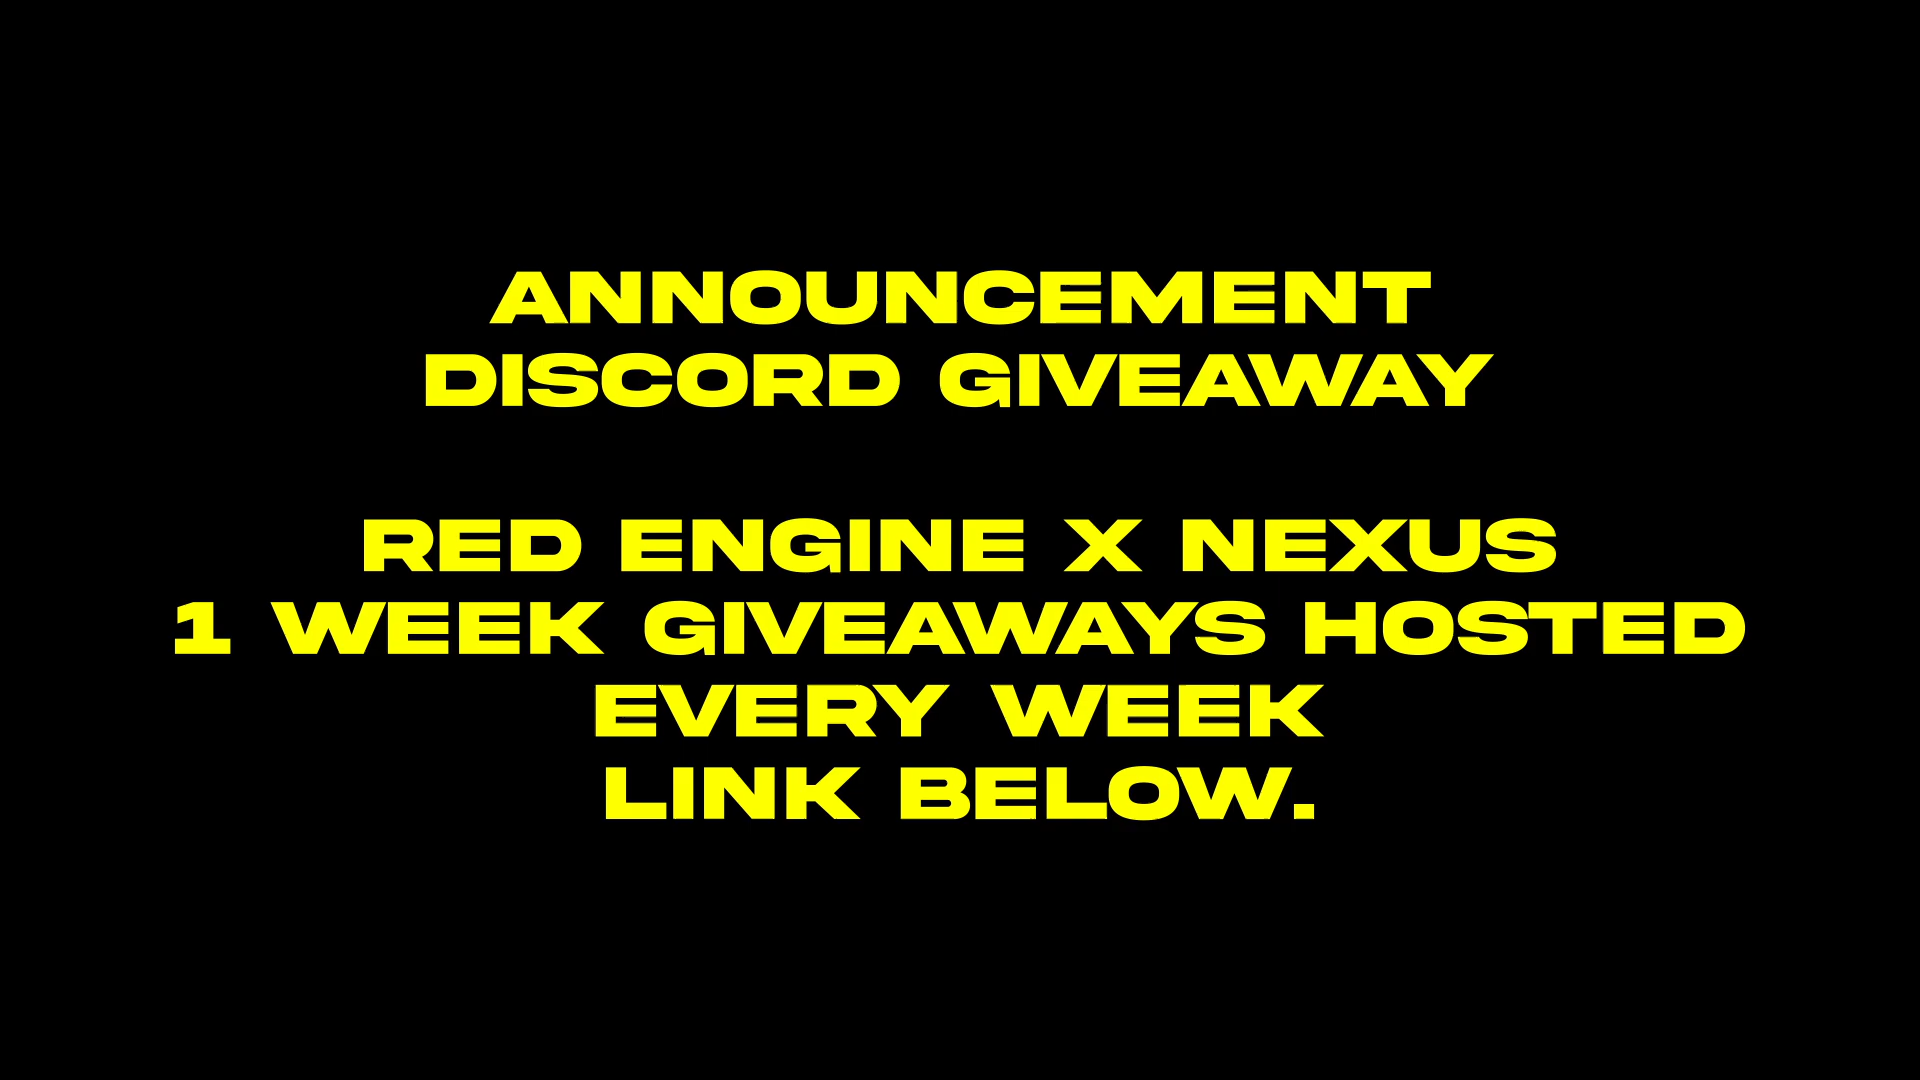 ANNOUNCEMENT
DISCORD GIVEAWAY
RED ENGINE X NEXUS
1 WEEK GIVEAWAYS HOSTED
EVERY WEEK
LINK BELOW.